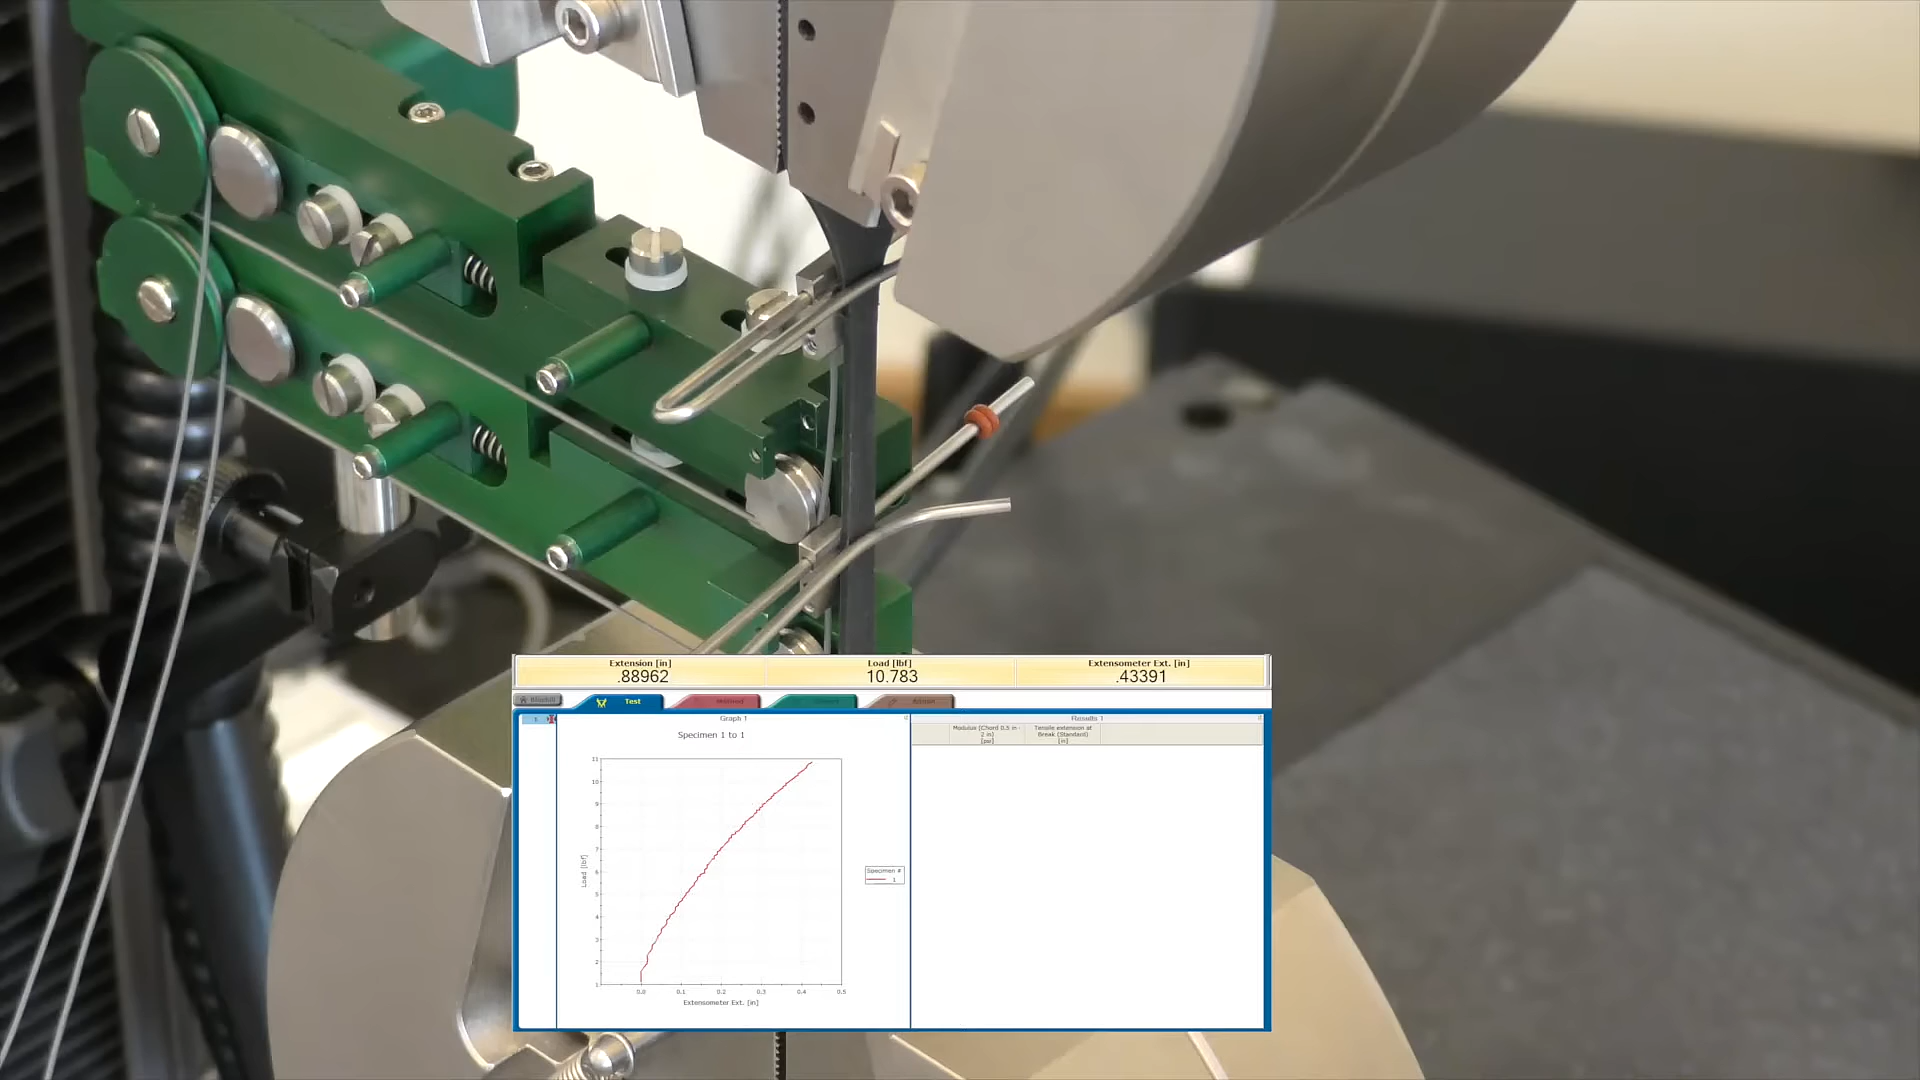 Extension [in]
.88962
Load [lbf]
10.783
Extensometer Ext. [in]
.43391
Test
Method
1
Graph 1
Specimen 1 to 1
11
10
9
8
7
6
5
4
3
2
1
Load [lbf]
0.0 0.1 0.2 0.3 0.4 0.5
Extensometer Ext. [in]
Specimen #
1
Results 1
Modulus (Chord 0.5 in -
2 in)
[psi]
Tensile extension at
Break (Standard)
[in]